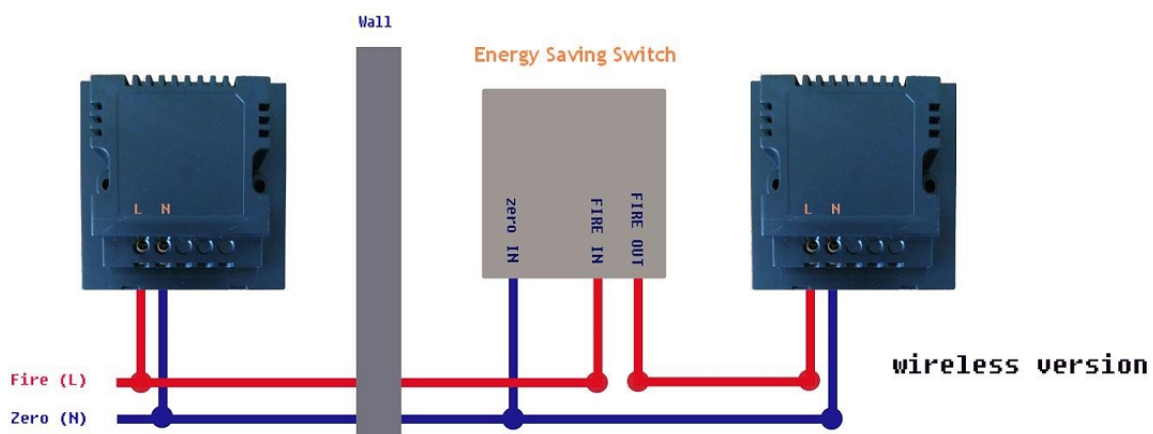 Wall
Energy Saving Switch
L N
zero IN
FIRE IN
FIRE OUT
L N
Fire (L)
Zero (N)
wireless version